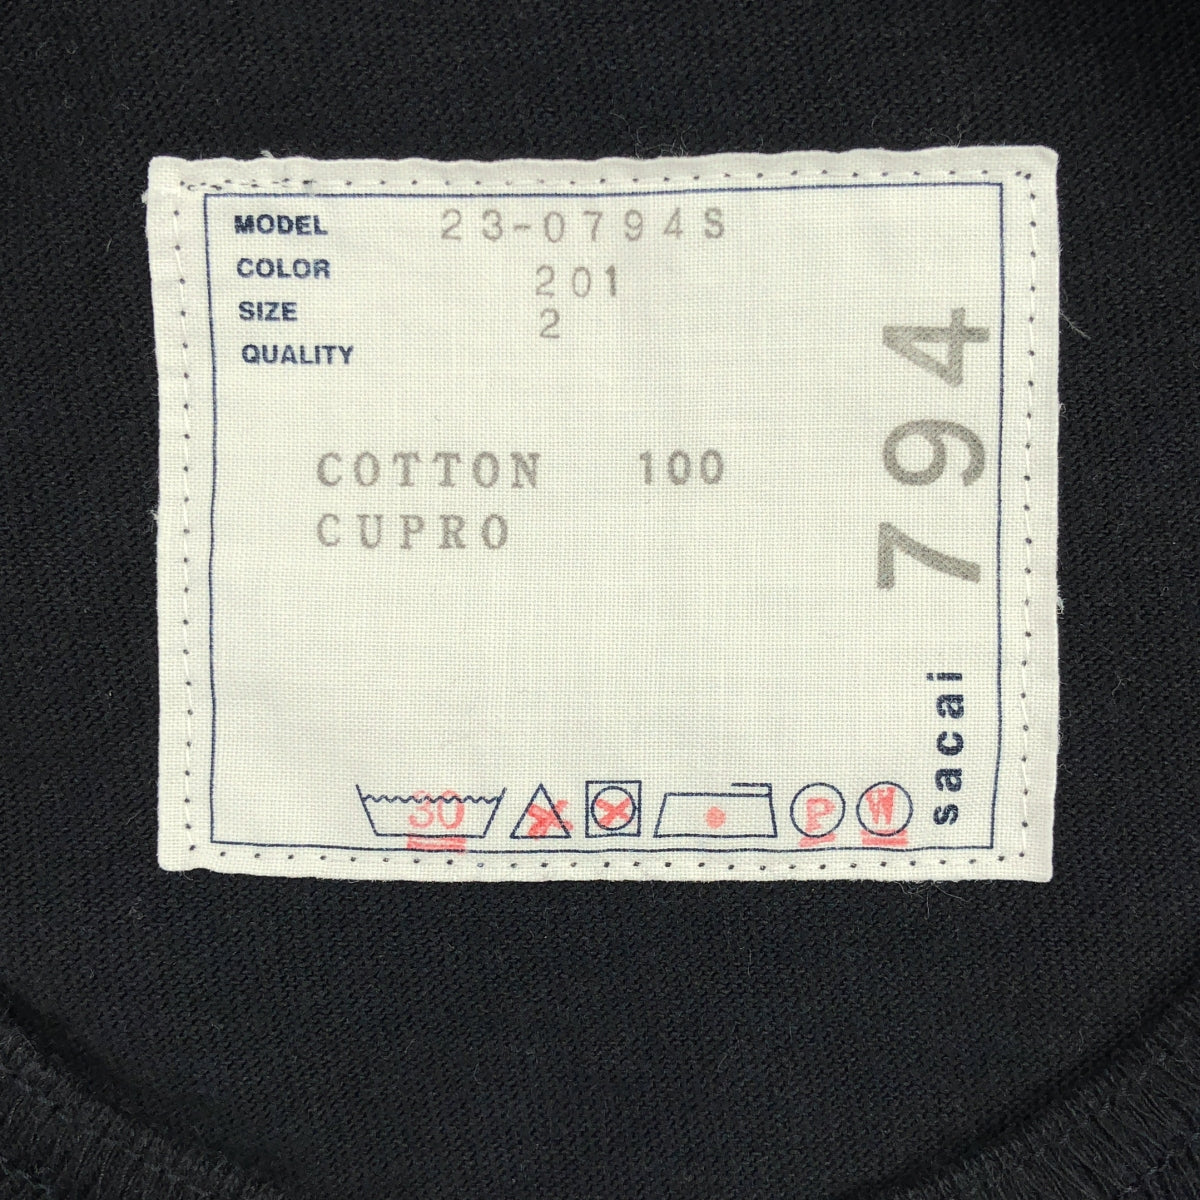 MODEL 23-0794S
COLOR 201
SIZE 2
QUALITY
COTTON 100
CUPRO
794
sacai
30
P W